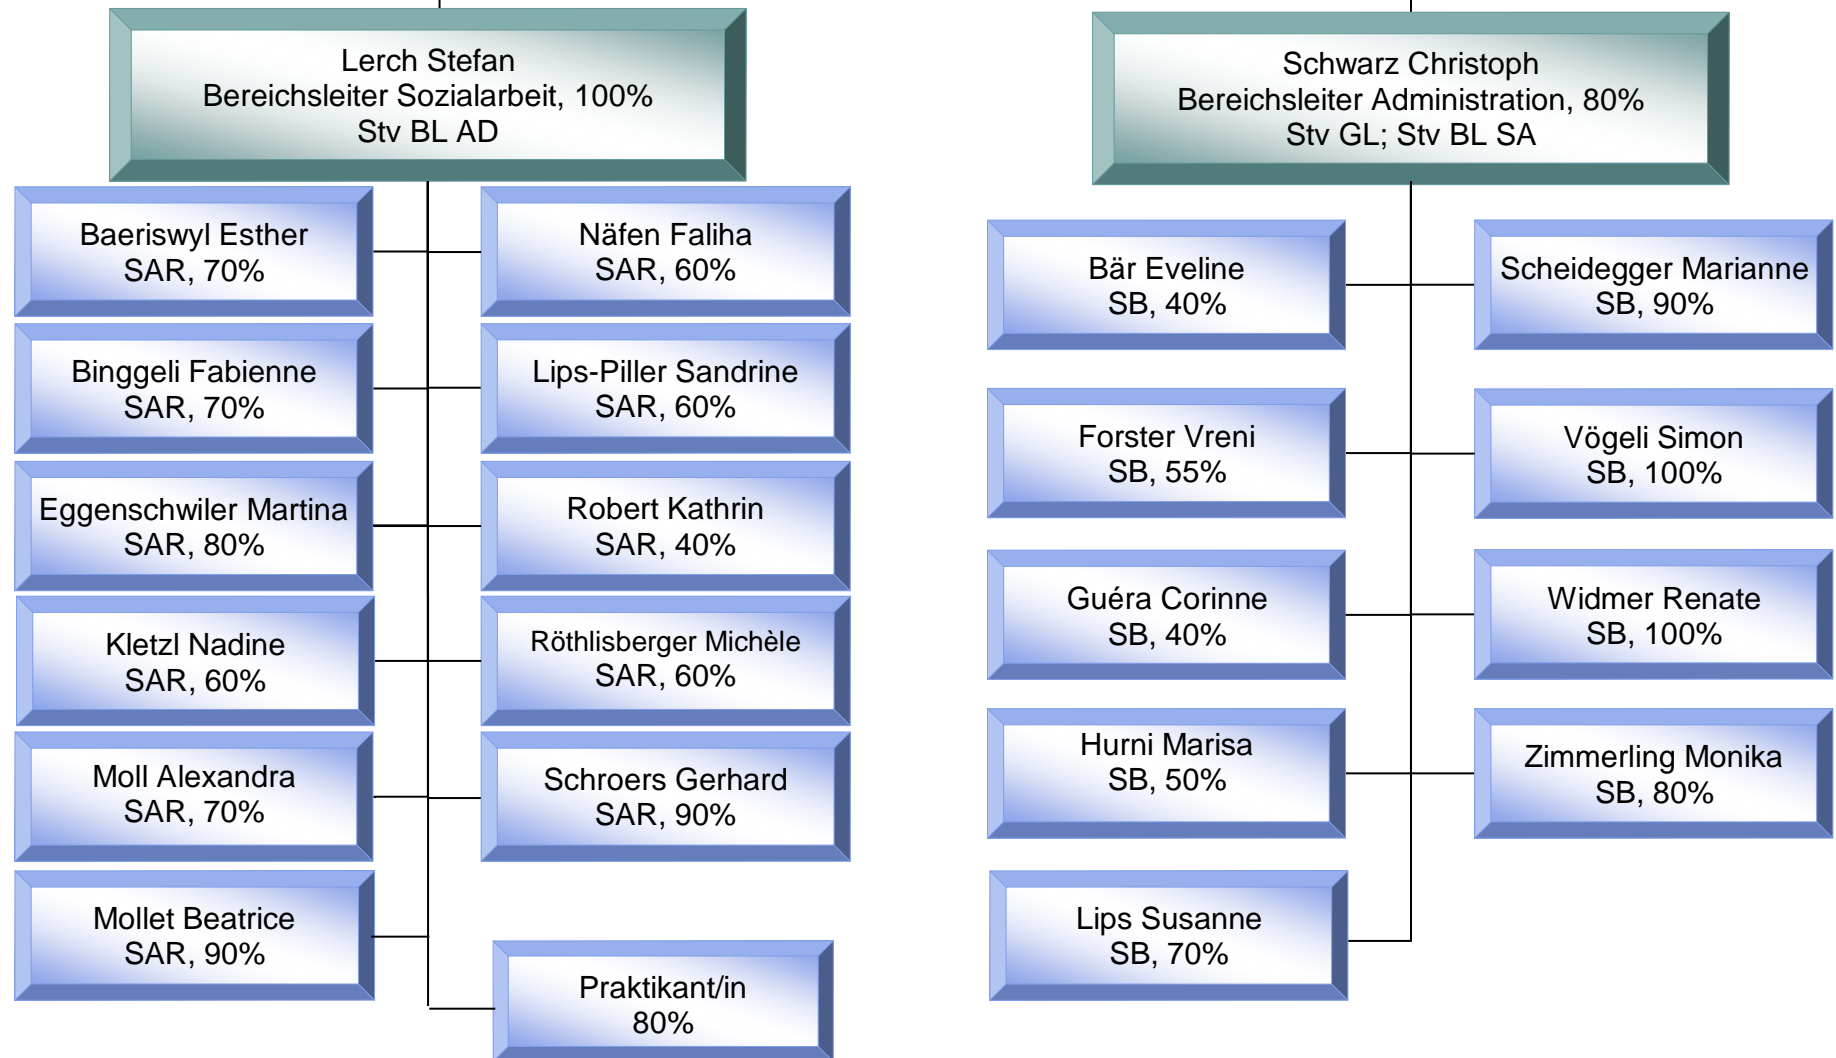 Lerch Stefan
Bereichsleiter Sozialarbeit, 100%
Stv BL AD
Baeriswyl Esther
SAR, 70%
Näfen Faliha
SAR, 60%
Binggeli Fabienne
SAR, 70%
Lips-Piller Sandrine
SAR, 60%
Eggenschwiler Martina
SAR, 80%
Robert Kathrin
SAR, 40%
Kletzl Nadine
SAR, 60%
Röthlisberger Michèle
SAR, 60%
Moll Alexandra
SAR, 70%
Schroers Gerhard
SAR, 90%
Mollet Beatrice
SAR, 90%
Praktikant/in
80%
Schwarz Christoph
Bereichsleiter Administration, 80%
Stv GL; Stv BL SA
Bär Eveline
SB, 40%
Scheidegger Marianne
SB, 90%
Forster Vreni
SB, 55%
Vögeli Simon
SB, 100%
Guéra Corinne
SB, 40%
Widmer Renate
SB, 100%
Hurni Marisa
SB, 50%
Zimmerling Monika
SB, 80%
Lips Susanne
SB, 70%